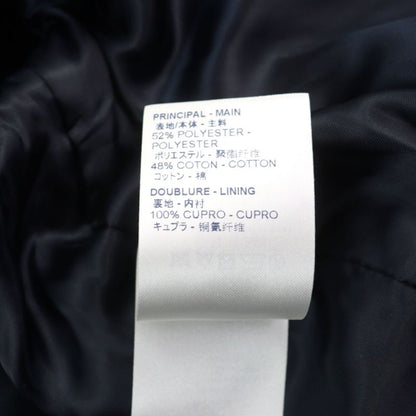 PRINCIPAL - MAIN
表地/本体 - 主料
52% POLYESTER -
POLYESTER
ポリエステル - 聚脂纤维
48% COTON - COTTON
コットン - 棉
DOUBLURE - LINING
裏地 - 内衬
100% CUPRO - CUPRO
キュプラ - 铜氨纤维